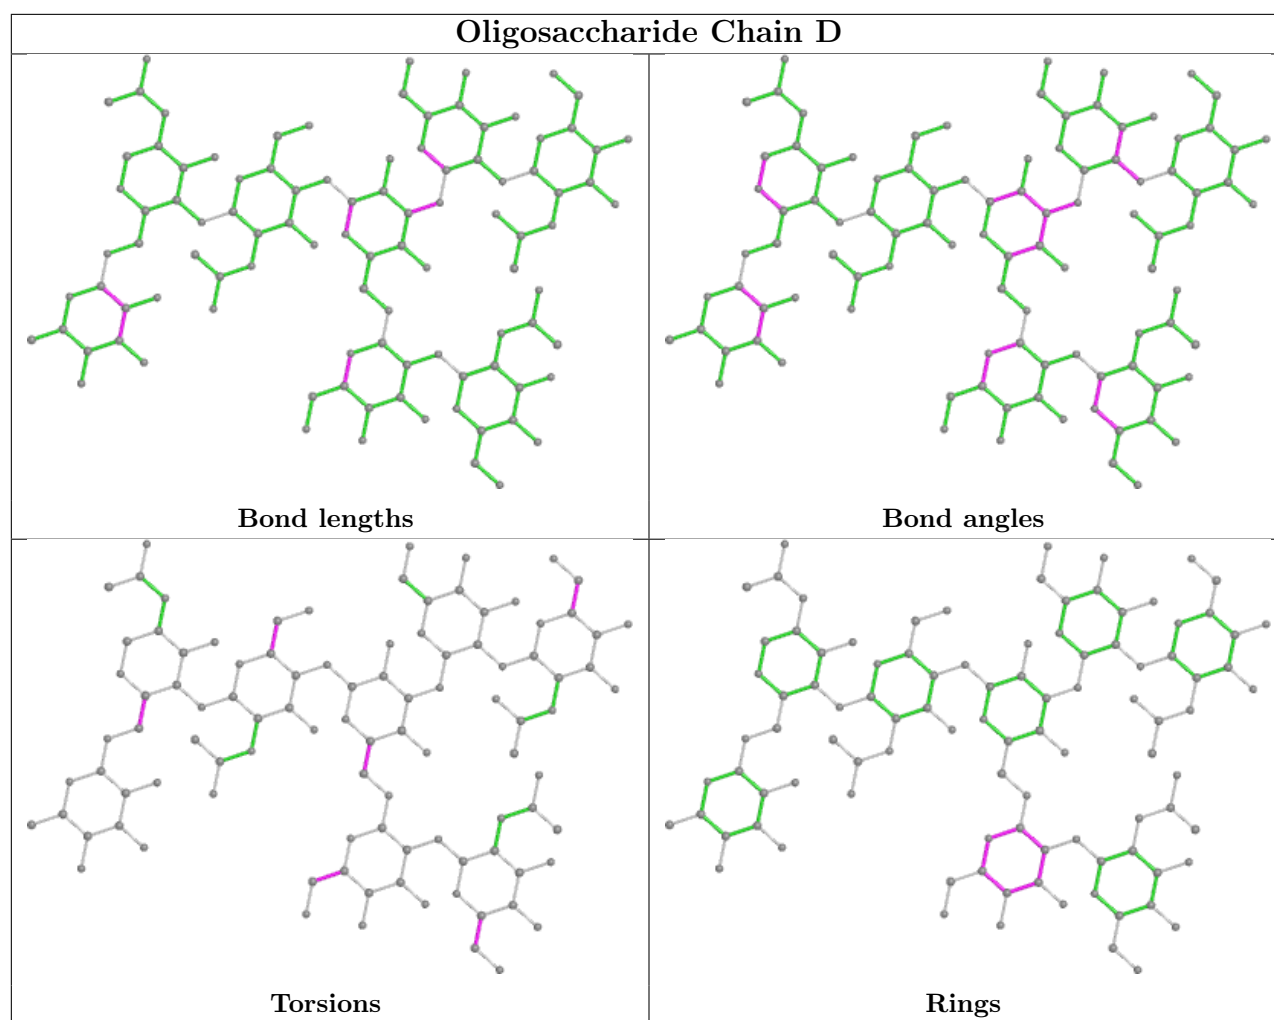 Oligosaccharide Chain D
Bond lengths
Bond angles
Torsions
Rings